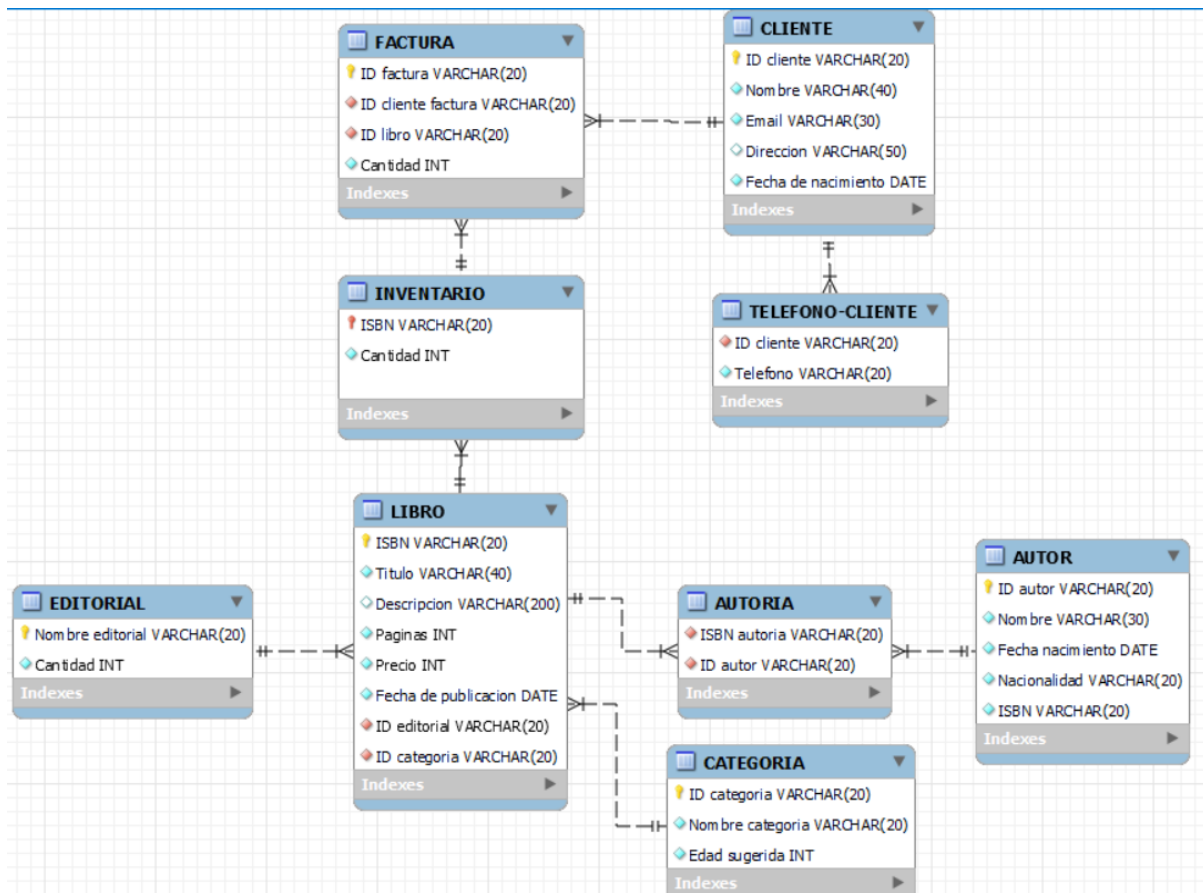 FACTURA
ID factura VARCHAR(20)
ID cliente factura VARCHAR(20)
ID libro VARCHAR(20)
Cantidad INT
Indexes
CLIENTE
ID cliente VARCHAR(20)
Nombre VARCHAR(40)
Email VARCHAR(30)
Direccion VARCHAR(50)
Fecha de nacimiento DATE
Indexes
INVENTARIO
ISBN VARCHAR(20)
Cantidad INT
Indexes
TELEFONO-CLIENTE
ID cliente VARCHAR(20)
Telefono VARCHAR(20)
Indexes
LIBRO
ISBN VARCHAR(20)
Titulo VARCHAR(40)
Descripcion VARCHAR(200)
Paginas INT
Precio INT
Fecha de publicacion DATE
ID editorial VARCHAR(20)
ID categoria VARCHAR(20)
Indexes
EDITORIAL
Nombre editorial VARCHAR(20)
Cantidad INT
Indexes
AUTORIA
ISBN autoria VARCHAR(20)
ID autor VARCHAR(20)
Indexes
AUTOR
ID autor VARCHAR(20)
Nombre VARCHAR(30)
Fecha nacimiento DATE
Nacionalidad VARCHAR(20)
ISBN VARCHAR(20)
Indexes
CATEGORIA
ID categoria VARCHAR(20)
Nombre categoria VARCHAR(20)
Edad sugerida INT
Indexes